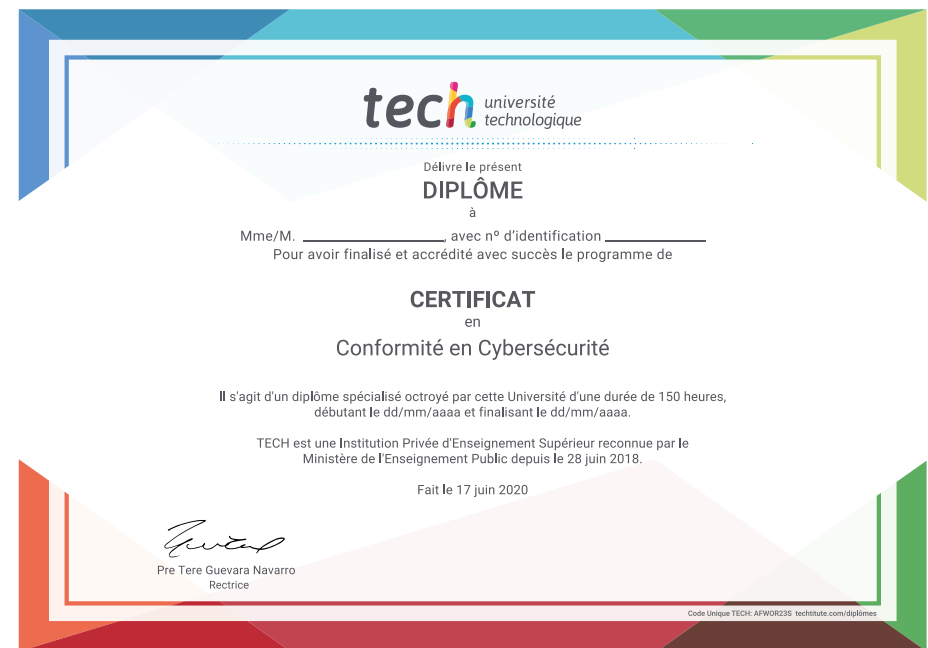 tech université
technologique
Délivre le présent
DIPLÔME
à
Mme/M. ____________________, avec nº d'identification ______________
Pour avoir finalisé et accrédité avec succès le programme de
CERTIFICAT
en
Conformité en Cybersécurité
Il s'agit d'un diplôme spécialisé octroyé par cette Université d'une durée de 150 heures,
débutant le dd/mm/aaaa et finalisant le dd/mm/aaaa.
TECH est une Institution Privée d'Enseignement Supérieur reconnue par le
Ministère de l'Enseignement Public depuis le 28 juin 2018.
Fait le 17 juin 2020
Pre Tere Guevara Navarro
Rectrice
Code Unique TECH: AFWOR23S techtitute.com/diplômes